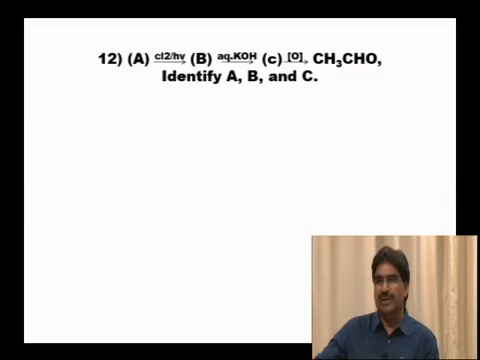 12) (A) cl2/hν→ (B) aq.KOH→ (c) [O]→ CH₃CHO,
Identify A, B, and C.